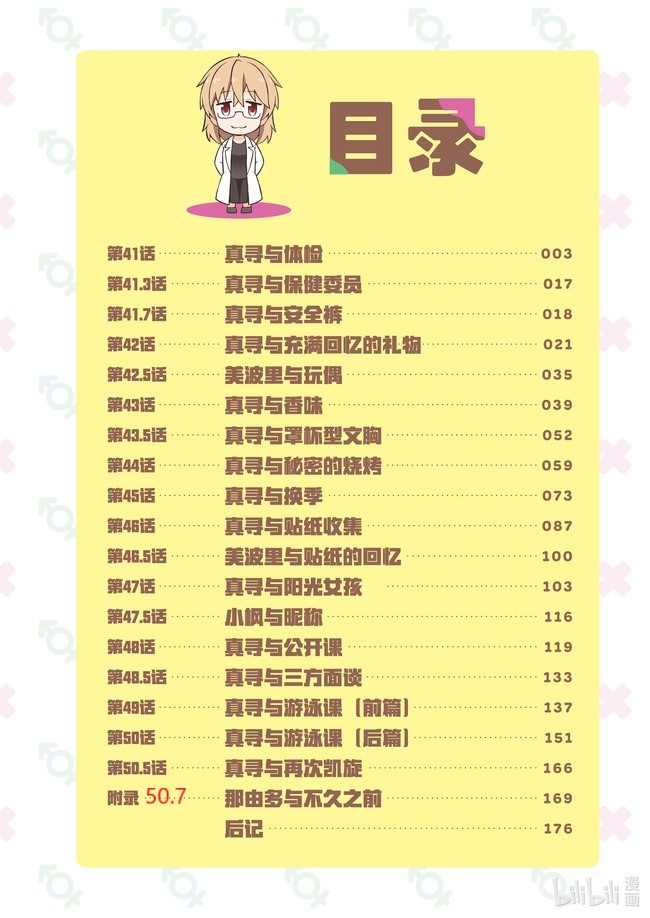 目录
第41话 真寻与体检 003
第41.3话 真寻与保健委员 017
第41.7话 真寻与安全裤 018
第42话 真寻与充满回忆的礼物 021
第42.5话 美波里与玩偶 035
第43话 真寻与香味 039
第43.5话 真寻与罩杯型文胸 052
第44话 真寻与秘密的烧烤 059
第45话 真寻与换季 073
第46话 真寻与贴纸收集 087
第46.5话 美波里与贴纸的回忆 100
第47话 真寻与阳光女孩 103
第47.5话 小枫与昵称 116
第48话 真寻与公开课 119
第48.5话 真寻与三方面谈 133
第49话 真寻与游泳课（前篇） 137
第50话 真寻与游泳课（后篇） 151
第50.5话 真寻与再次凯旋 166
附录 50.7 那由多与不久之前 169
后记 176
bilibili 漫画